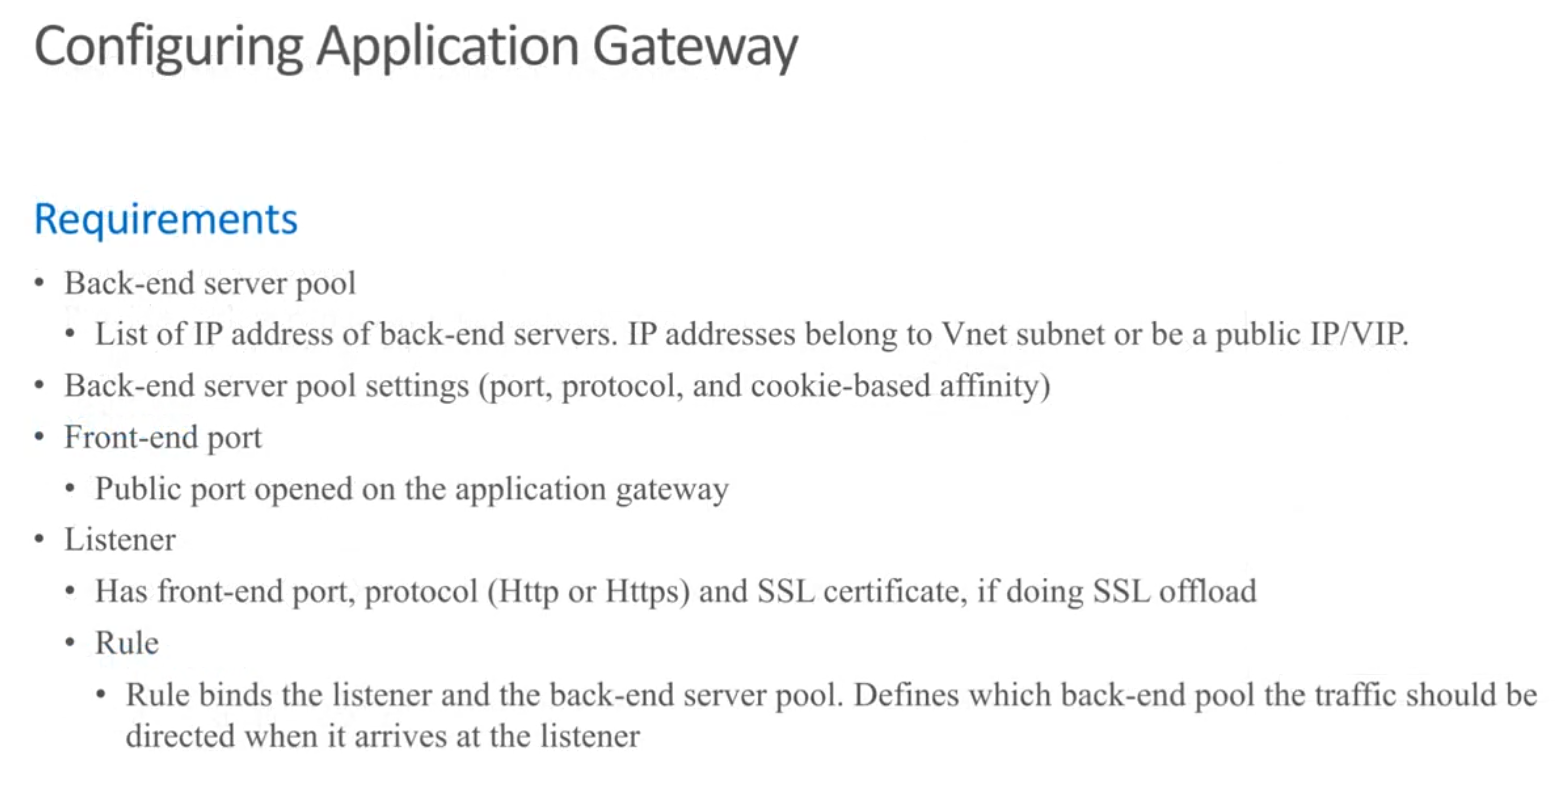 Configuring Application Gateway
Requirements
• Back-end server pool
• List of IP address of back-end servers. IP addresses belong to Vnet subnet or be a public IP/VIP.
• Back-end server pool settings (port, protocol, and cookie-based affinity)
• Front-end port
• Public port opened on the application gateway
• Listener
• Has front-end port, protocol (Http or Https) and SSL certificate, if doing SSL offload
• Rule
• Rule binds the listener and the back-end server pool. Defines which back-end pool the traffic should be
directed when it arrives at the listener